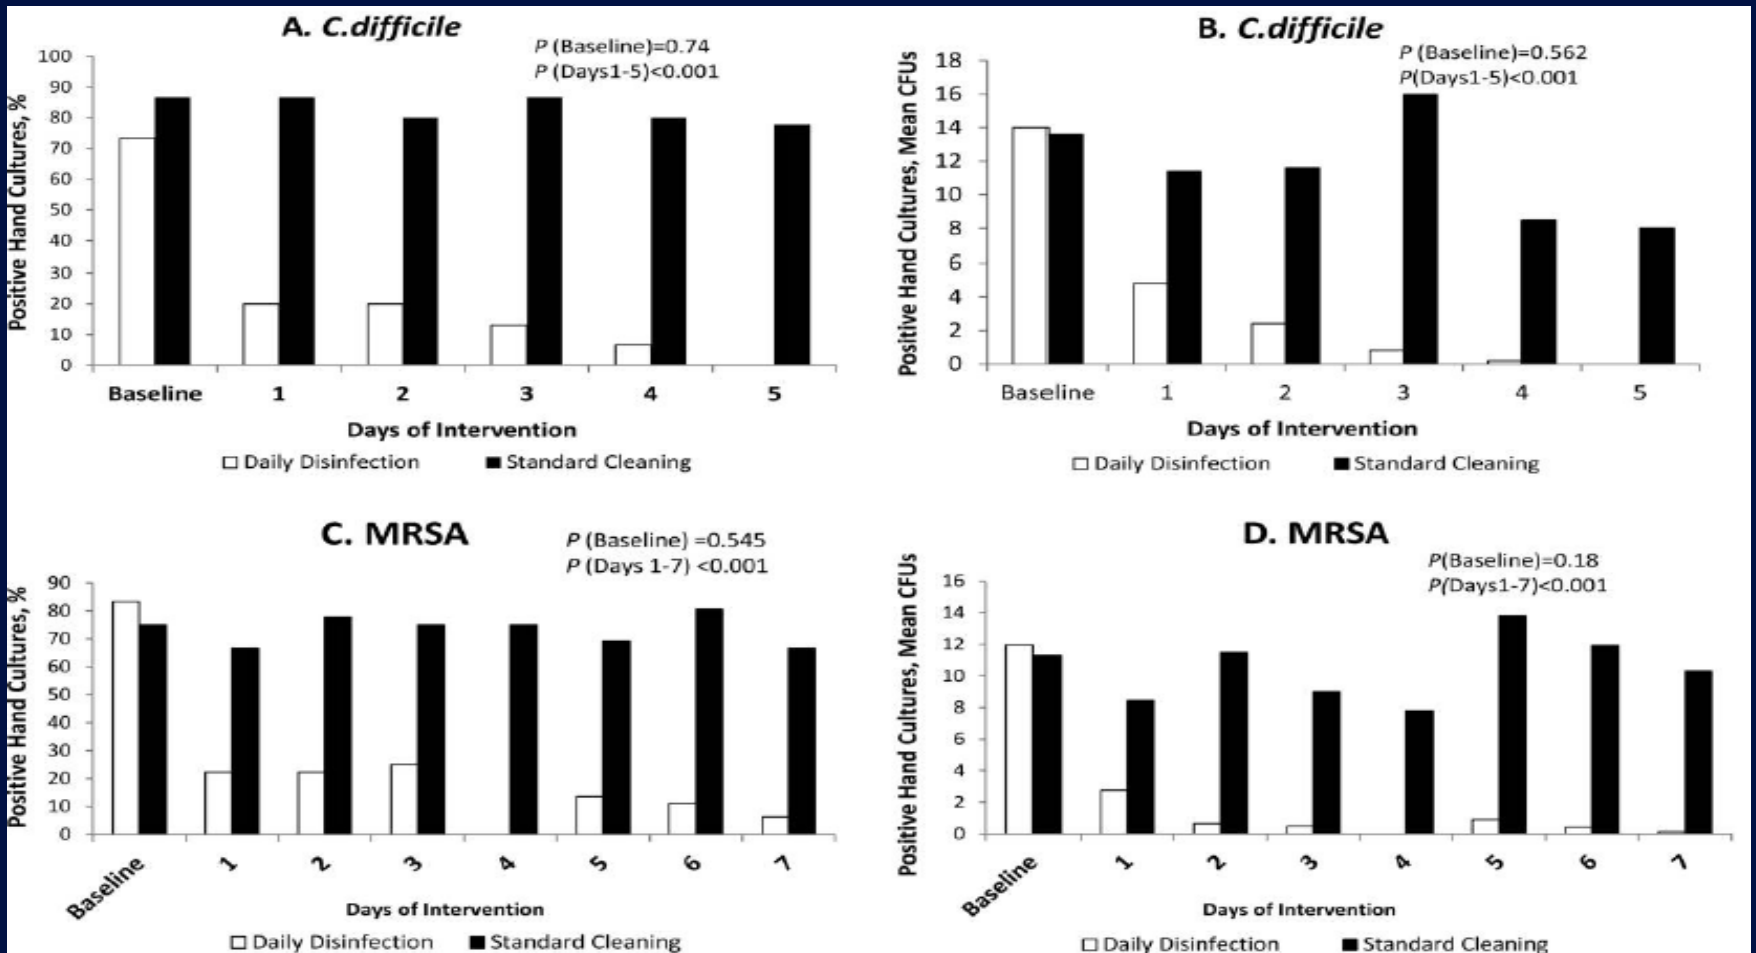 A. C.difficile
P (Baseline)=0.74
P (Days1-5)<0.001
Positive Hand Cultures, %
100
90
80
70
60
50
40
30
20
10
0
Baseline 1 2 3 4 5
Days of Intervention
Daily Disinfection Standard Cleaning
B. C.difficile
P (Baseline)=0.562
P(Days1-5)<0.001
Positive Hand Cultures, Mean CFUs
18
16
14
12
10
8
6
4
2
0
Baseline 1 2 3 4 5
Days of Intervention
Daily Disinfection Standard Cleaning
C. MRSA
P (Baseline) =0.545
P (Days 1-7) <0.001
Positive Hand Cultures, %
90
80
70
60
50
40
30
20
10
0
Baseline 1 2 3 4 5 6 7
Days of Intervention
Daily Disinfection Standard Cleaning
D. MRSA
P(Baseline)=0.18
P(Days1-7)<0.001
Positive Hand Cultures, Mean CFUs
16
14
12
10
8
6
4
2
0
Baseline 1 2 3 4 5 6 7
Days of Intervention
Daily Disinfection Standard Cleaning